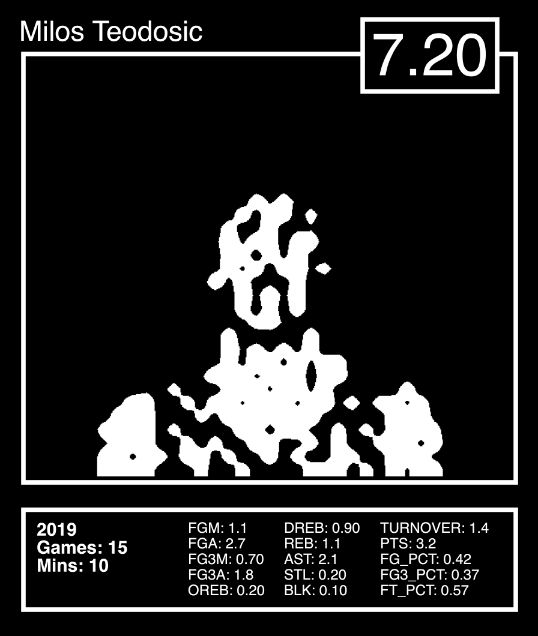 Milos Teodosic
7.20
2019
Games: 15
Mins: 10
FGM: 1.1
FGA: 2.7
FG3M: 0.70
FG3A: 1.8
OREB: 0.20
DREB: 0.90
REB: 1.1
AST: 2.1
STL: 0.20
BLK: 0.10
TURNOVER: 1.4
PTS: 3.2
FG_PCT: 0.42
FG3_PCT: 0.37
FT_PCT: 0.57